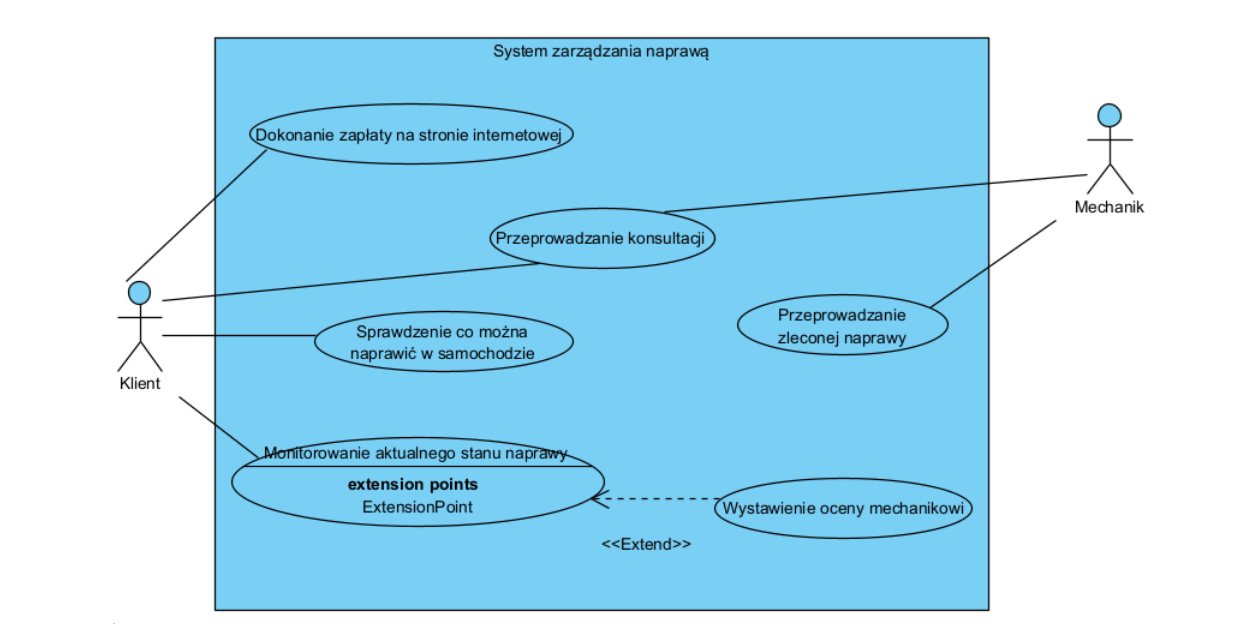 System zarządzania naprawą
Dokonanie zapłaty na stronie internetowej
Mechanik
Przeprowadzanie konsultacji
Przeprowadzanie
zleconej naprawy
Sprawdzenie co można
naprawić w samochodzie
Klient
Monitorowanie aktualnego stanu naprawy
extension points
ExtensionPoint
Wystawienie oceny mechanikowi
<<Extend>>